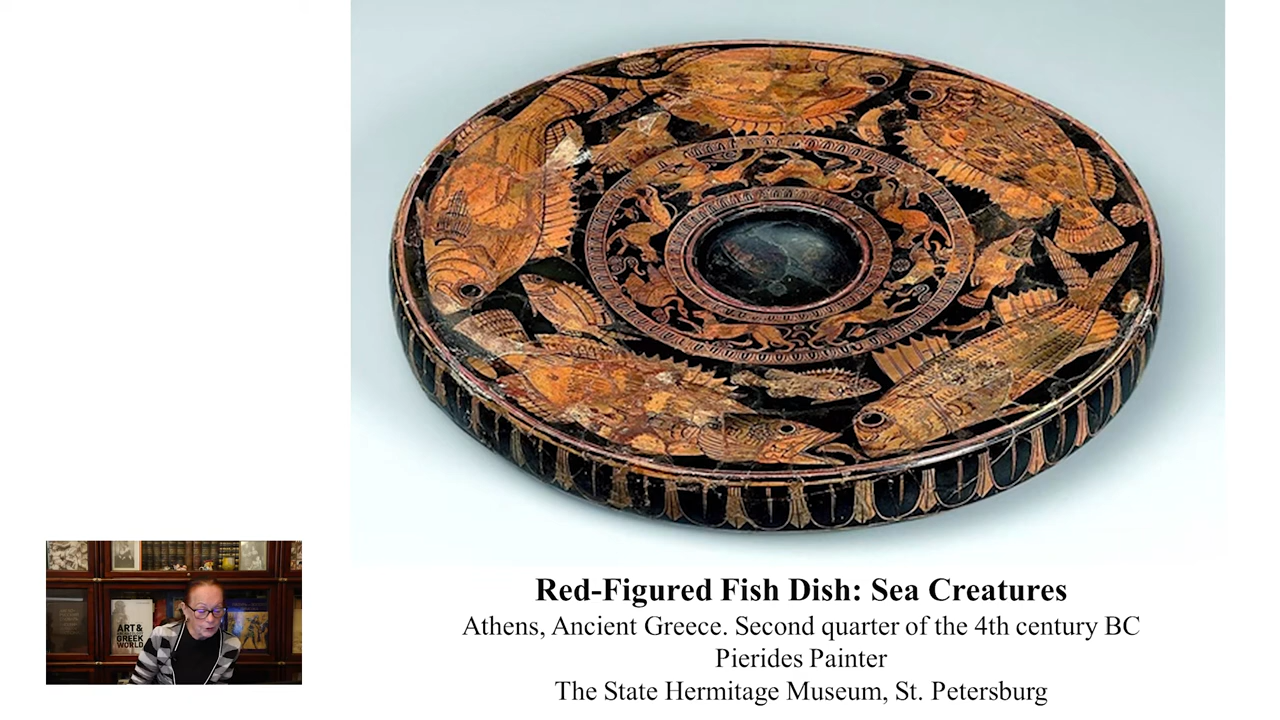 ART&
GREEK
WORLD
Red-Figured Fish Dish: Sea Creatures
Athens, Ancient Greece. Second quarter of the 4th century BC
Pierides Painter
The State Hermitage Museum, St. Petersburg